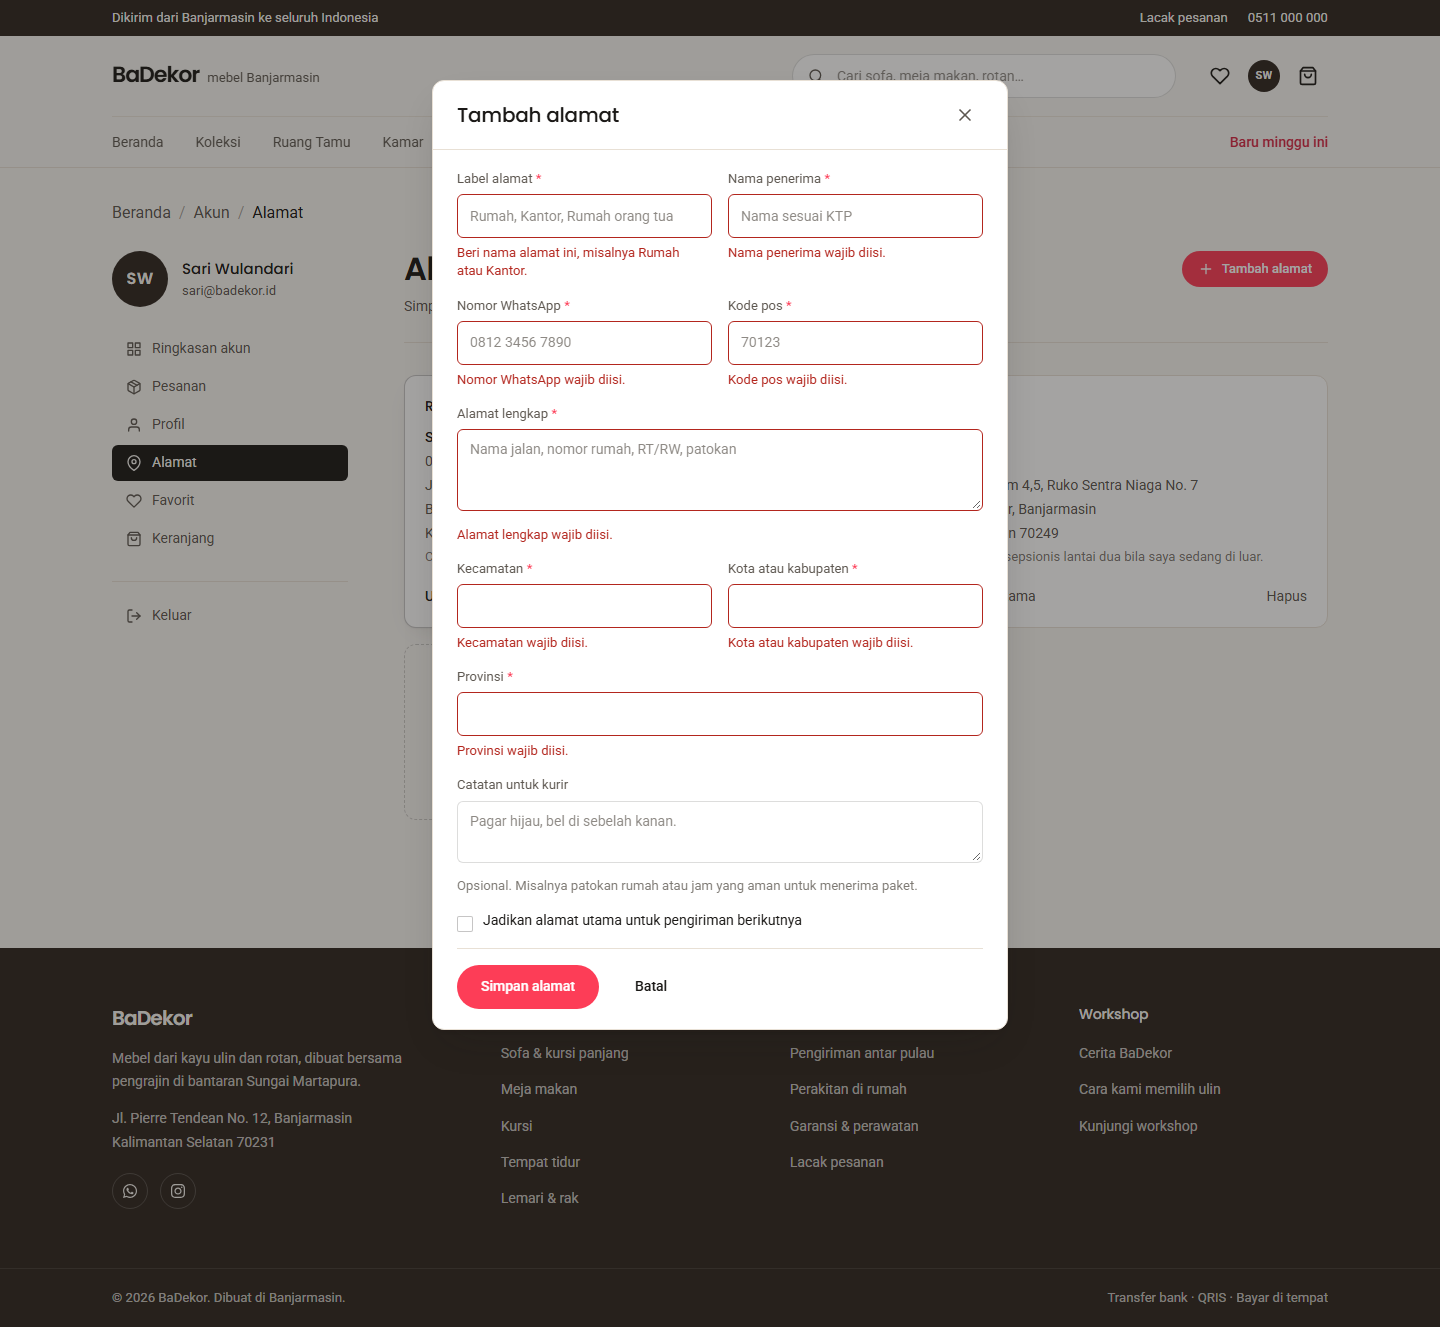 Dikirim dari Banjarmasin ke seluruh Indonesia
Lacak pesanan
0511 000 000
BaDekor mebel Banjarmasin
Cari sofa, meja makan, rotan...
SW
Beranda
Koleksi
Ruang Tamu
Kamar
Baru minggu ini
Beranda / Akun / Alamat
SW
Sari Wulandari
sari@badekor.id
Ringkasan akun
Pesanan
Profil
Alamat
Favorit
Keranjang
Keluar
Tambah alamat
m 4,5, Ruko Sentra Niaga No. 7
r, Banjarmasin
n 70249
sepsionis lantai dua bila saya sedang di luar.
ama
Hapus
Tambah alamat
Label alamat *
Nama penerima *
Rumah, Kantor, Rumah orang tua
Nama sesuai KTP
Beri nama alamat ini, misalnya Rumah
atau Kantor.
Nama penerima wajib diisi.
Nomor WhatsApp *
Kode pos *
0812 3456 7890
70123
Nomor WhatsApp wajib diisi.
Kode pos wajib diisi.
Alamat lengkap *
Nama jalan, nomor rumah, RT/RW, patokan
Alamat lengkap wajib diisi.
Kecamatan *
Kota atau kabupaten *
Kecamatan wajib diisi.
Kota atau kabupaten wajib diisi.
Provinsi *
Provinsi wajib diisi.
Catatan untuk kurir
Pagar hijau, bel di sebelah kanan.
Opsional. Misalnya patokan rumah atau jam yang aman untuk menerima paket.
Jadikan alamat utama untuk pengiriman berikutnya
Simpan alamat
Batal
BaDekor
Mebel dari kayu ulin dan rotan, dibuat bersama
pengrajin di bantaran Sungai Martapura.
Jl. Pierre Tendean No. 12, Banjarmasin
Kalimantan Selatan 70231
Sofa & kursi panjang
Meja makan
Kursi
Tempat tidur
Lemari & rak
Pengiriman antar pulau
Perakitan di rumah
Garansi & perawatan
Lacak pesanan
Workshop
Cerita BaDekor
Cara kami memilih ulin
Kunjungi workshop
© 2026 BaDekor. Dibuat di Banjarmasin.
Transfer bank · QRIS · Bayar di tempat